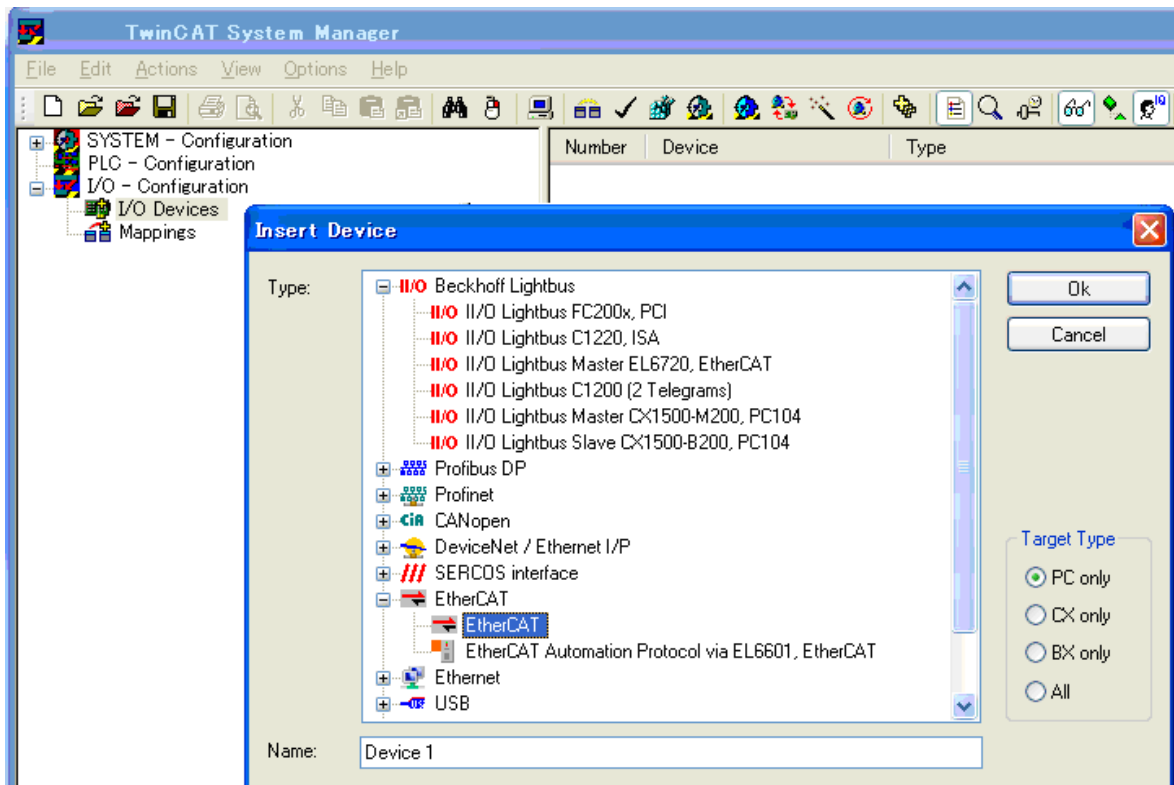 TwinCAT System Manager
File Edit Actions View Options Help
SYSTEM - Configuration
PLC - Configuration
I/O - Configuration
I/O Devices
Mappings
Number Device Type
Insert Device
Type:
II/O Beckhoff Lightbus
II/O II/O Lightbus FC200x, PCI
II/O II/O Lightbus C1220, ISA
II/O II/O Lightbus Master EL6720, EtherCAT
II/O II/O Lightbus C1200 (2 Telegrams)
II/O II/O Lightbus Master CX1500-M200, PC104
II/O II/O Lightbus Slave CX1500-B200, PC104
Profibus DP
Profinet
CiA CANopen
DeviceNet / Ethernet I/P
SERCOS interface
EtherCAT
EtherCAT
EtherCAT Automation Protocol via EL6601, EtherCAT
Ethernet
USB
Ok
Cancel
Target Type
PC only
CX only
BX only
All
Name: Device 1